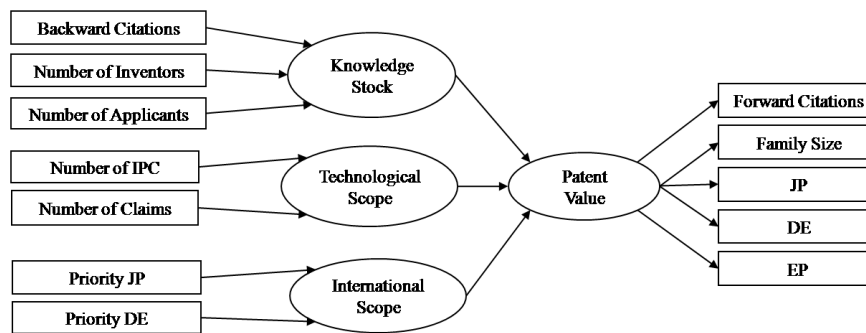 Backward Citations
Number of Inventors
Number of Applicants
Number of IPC
Number of Claims
Priority JP
Priority DE
Knowledge
Stock
Technological
Scope
International
Scope
Patent
Value
Forward Citations
Family Size
JP
DE
EP